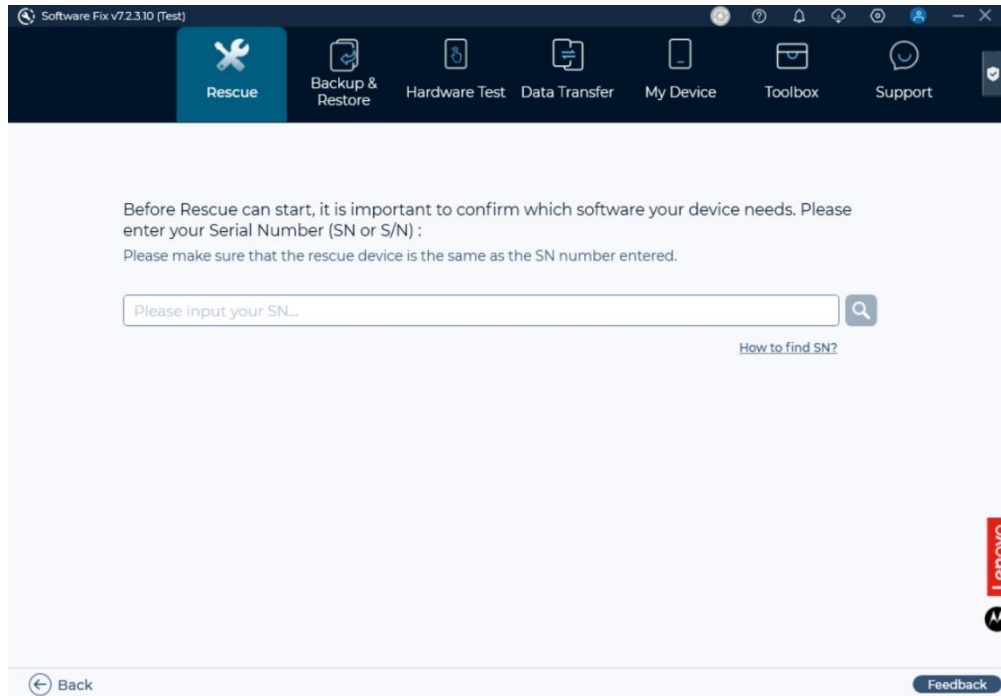 Software Fix v7.2.3.10 (Test)
Rescue
Backup &
Restore
Hardware Test
Data Transfer
My Device
Toolbox
Support
Before Rescue can start, it is important to confirm which software your device needs. Please
enter your Serial Number (SN or S/N) :
Please make sure that the rescue device is the same as the SN number entered.
Please input your SN...
How to find SN?
Back
Feedback